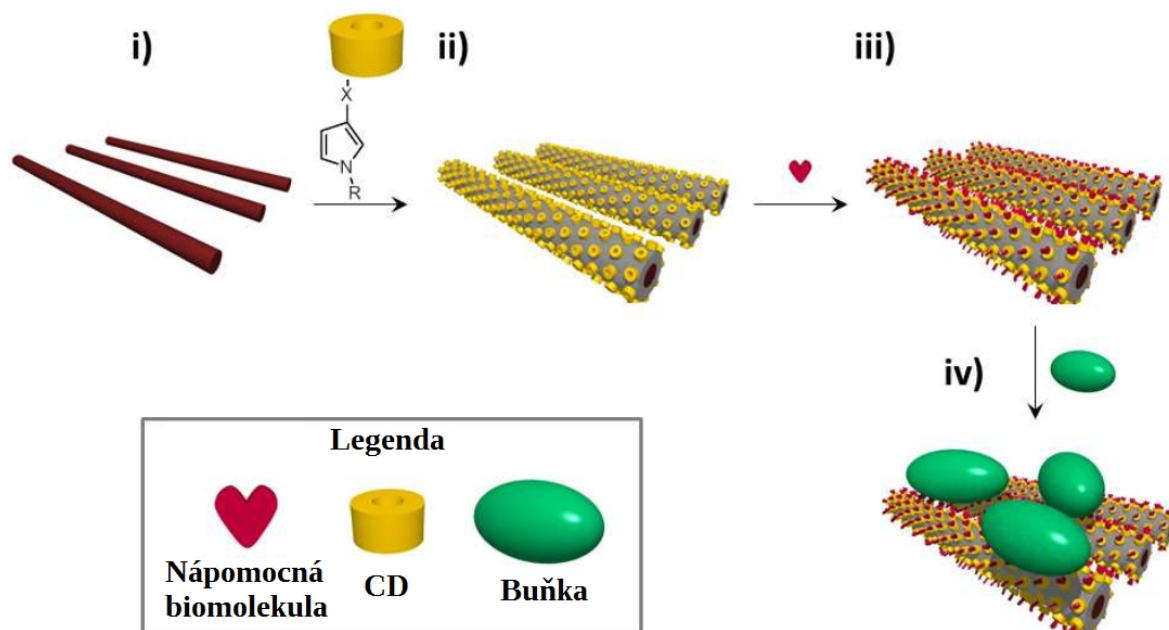 i)
ii)
iii)
X
N
R
iv)
Legenda
Nápomocná
biomolekula
CD
Buňka